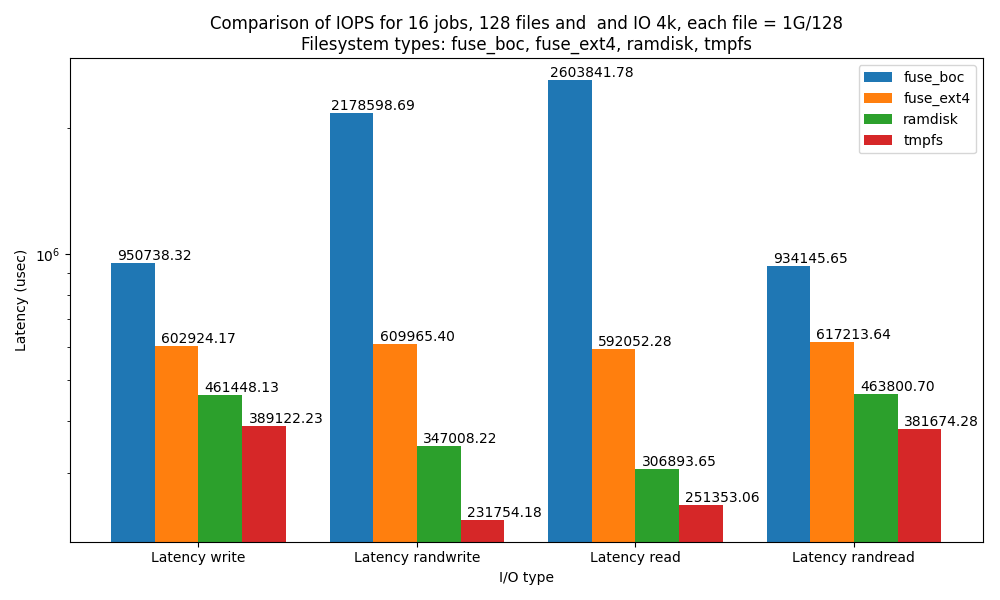 Comparison of IOPS for 16 jobs, 128 files and  and IO 4k, each file = 1G/128
Filesystem types: fuse_boc, fuse_ext4, ramdisk, tmpfs
fuse_boc
fuse_ext4
ramdisk
tmpfs
Latency (usec)
10^6
950738.32
602924.17
461448.13
389122.23
2178598.69
609965.40
347008.22
231754.18
2603841.78
592052.28
306893.65
251353.06
934145.65
617213.64
463800.70
381674.28
Latency write
Latency randwrite
Latency read
Latency randread
I/O type